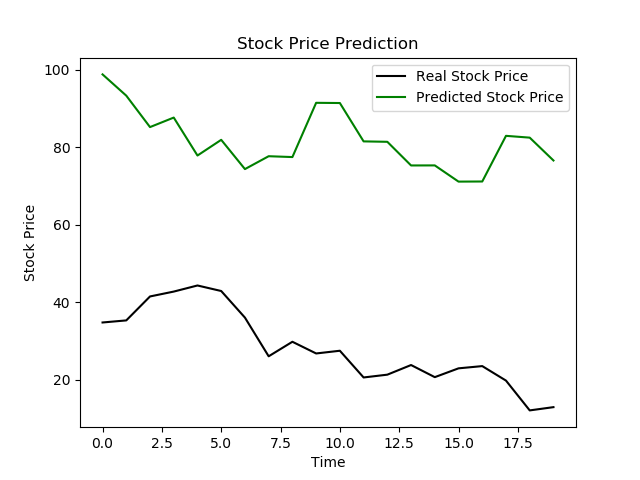 Stock Price Prediction
Real Stock Price
Predicted Stock Price
Stock Price
100
80
60
40
20
0.0 2.5 5.0 7.5 10.0 12.5 15.0 17.5
Time